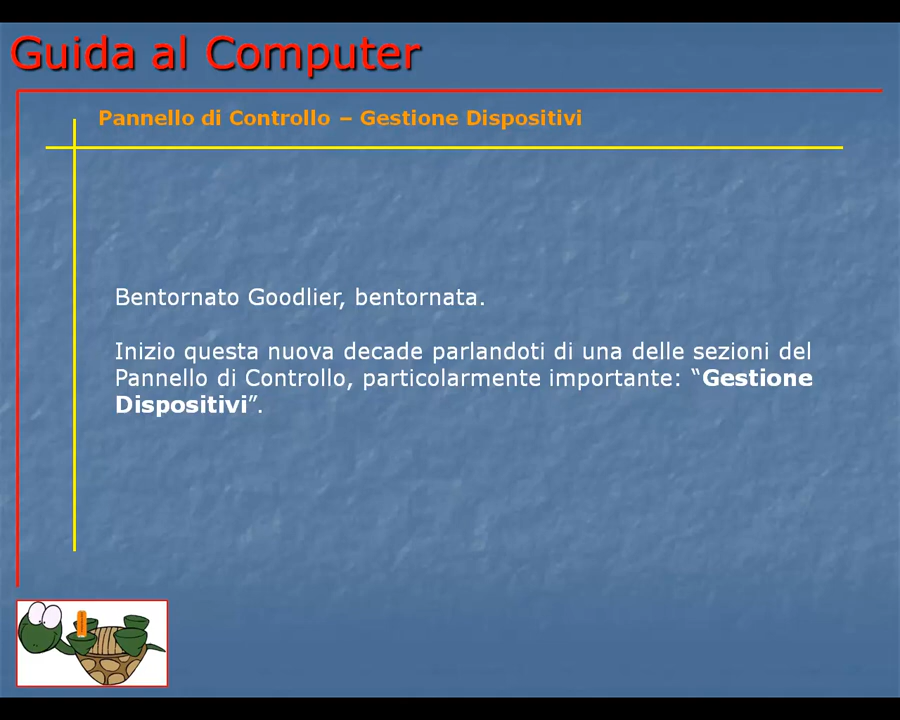 Guida al Computer
Pannello di Controllo – Gestione Dispositivi
Bentornato Goodlier, bentornata.
Inizio questa nuova decade parlandoti di una delle sezioni del
Pannello di Controllo, particolarmente importante: “Gestione
Dispositivi”.